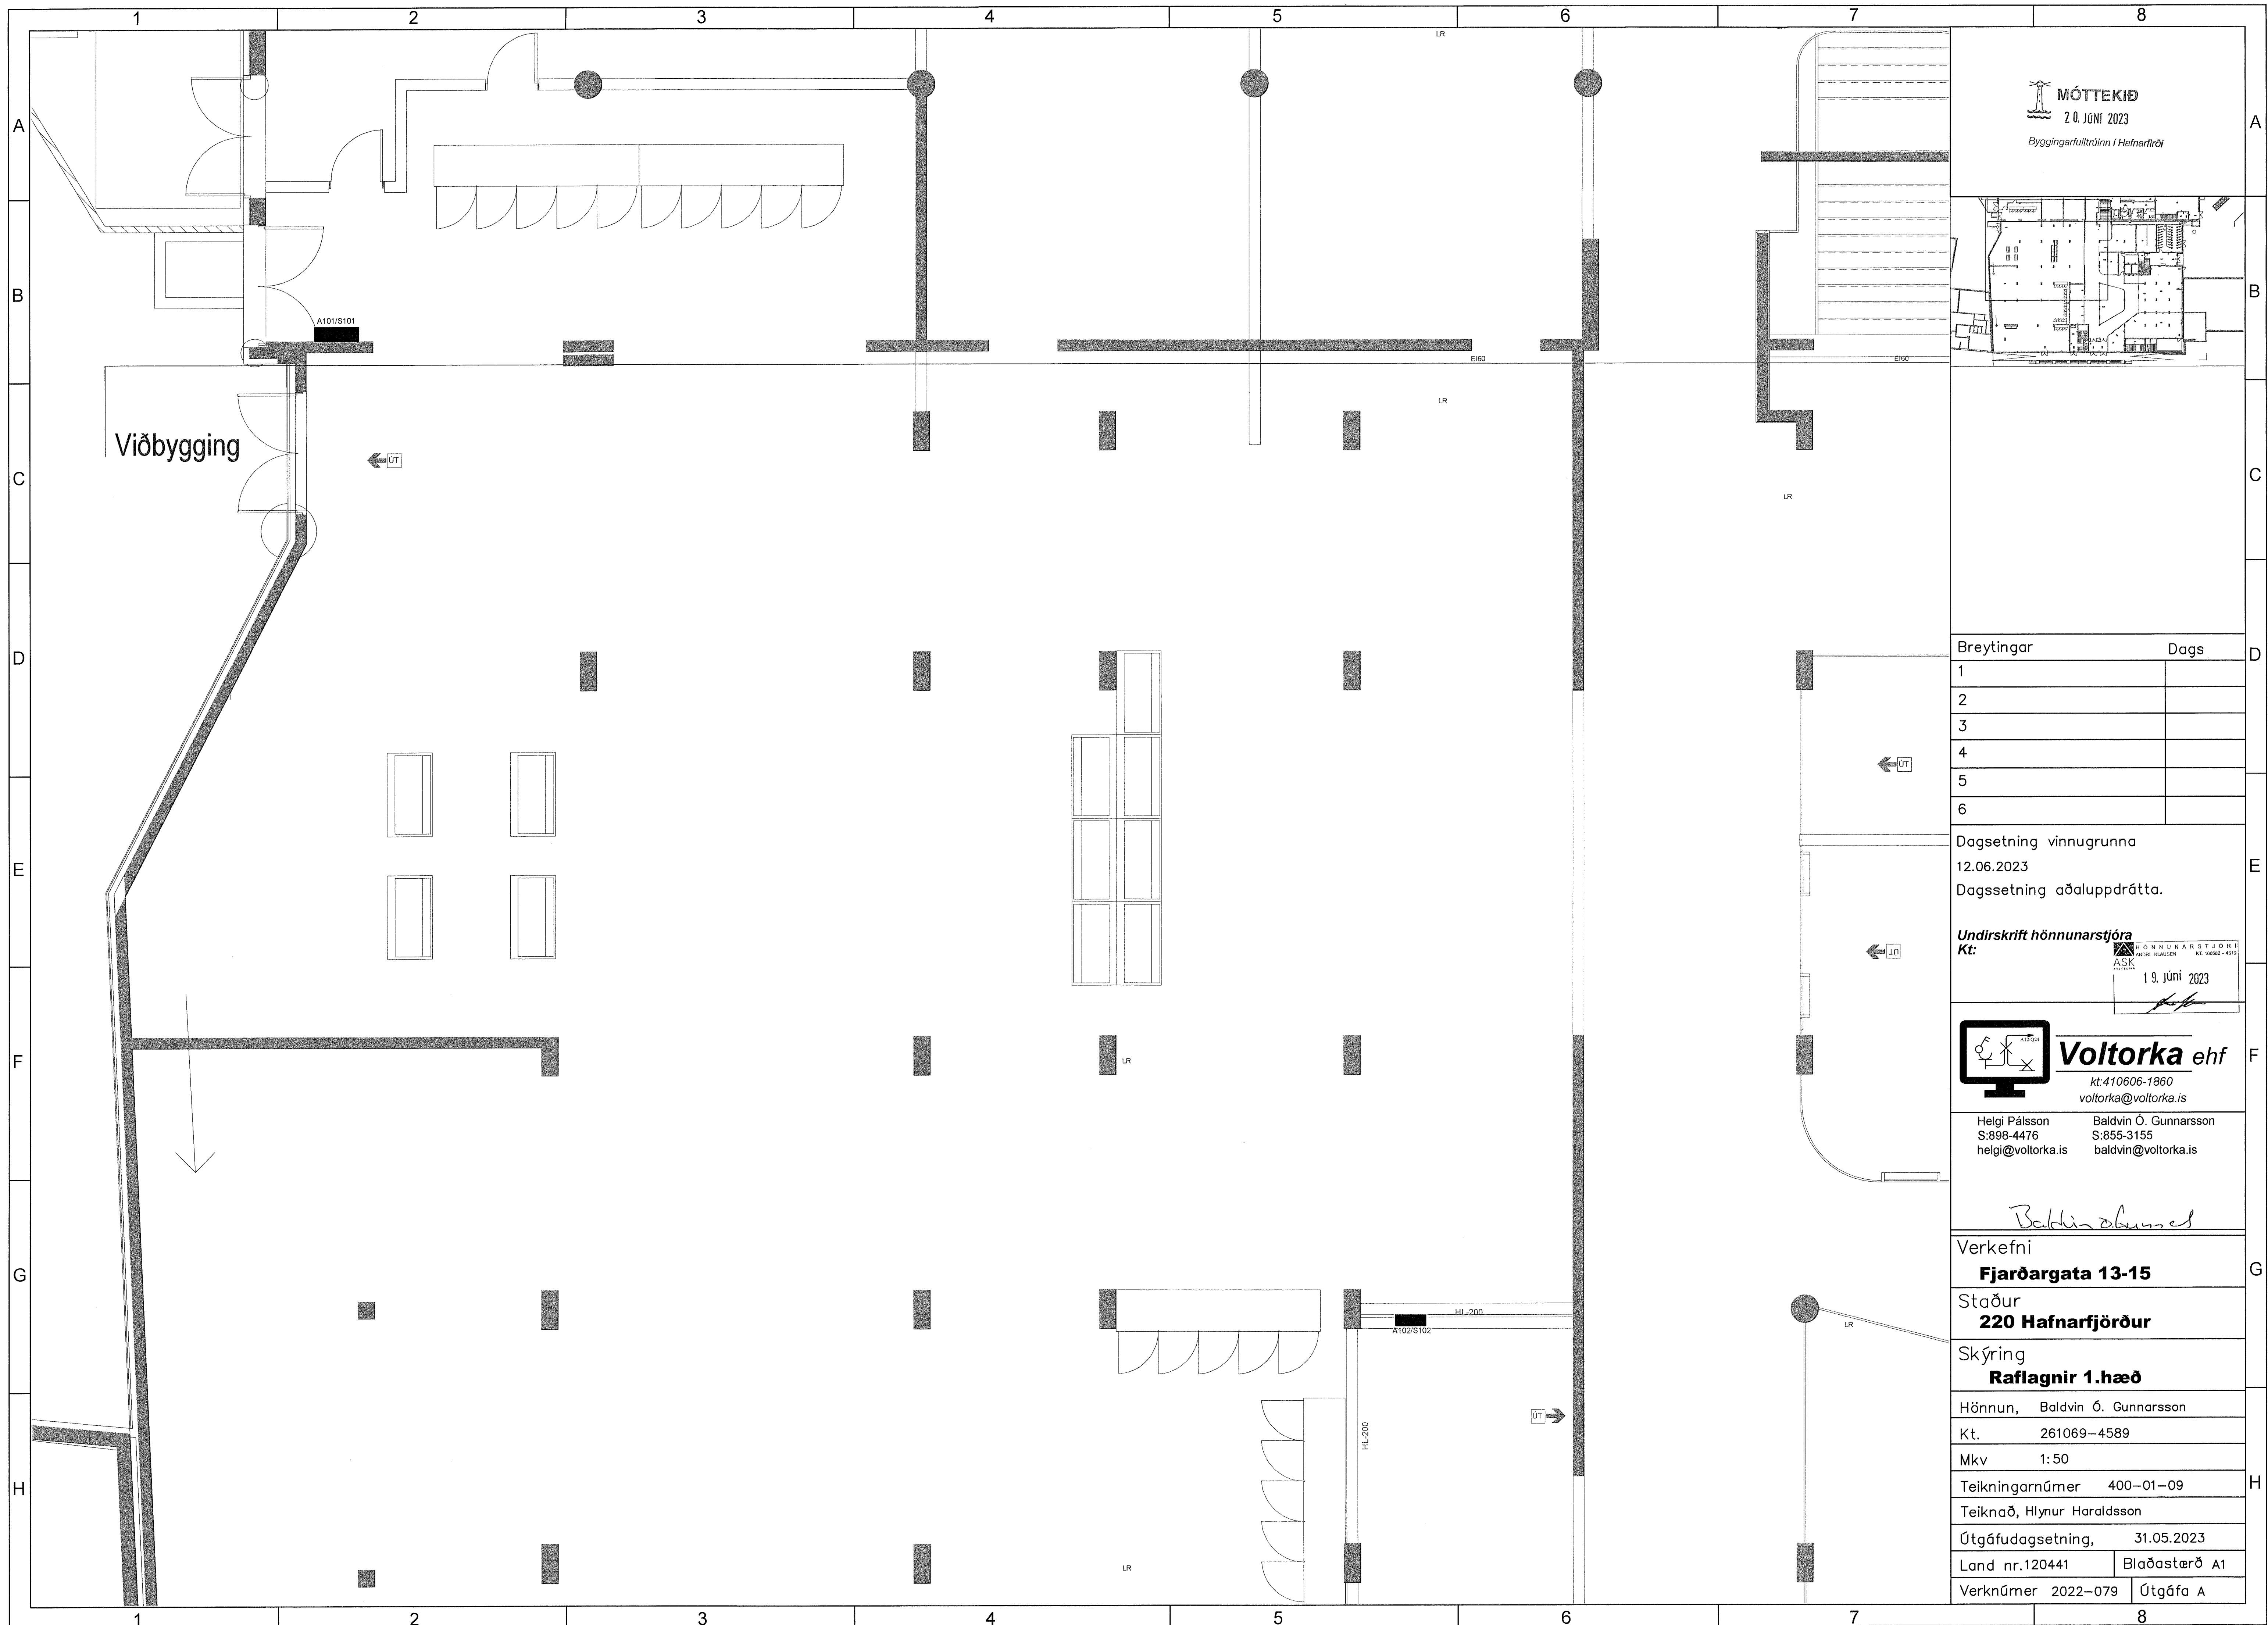 1 2 3 4 5 6 7 8
A A
B B
C C
D D
E E
F F
G G
H H
LR
A101/S101
EI60
EI60
LR
Viðbygging
ÚT
LR
ÚT
ÚT
LR
HL-200
A102/S102
LR
ÚT
HL-200
LR
MÓTTEKIÐ
20. JÚNÍ 2023
Byggingarfulltrúinn í Hafnarfirði
Breytingar Dags
1
2
3
4
5
6
Dagsetning vinnugrunna
12.06.2023
Dagssetning aðaluppdrátta.
Undirskrift hönnunarstjóra
Kt:
HÖNNUNARSTJÓRI
ANDRI KLAUSEN KT.
ASK
19. júní 2023
A12-Q24
Voltorka ehf
kt:410606-1860
voltorka@voltorka.is
Helgi Pálsson Baldvin Ó. Gunnarsson
S:898-4476 S:855-3155
helgi@voltorka.is baldvin@voltorka.is
Verkefni
Fjarðargata 13-15
Staður
220 Hafnarfjörður
Skýring
Raflagnir 1.hæð
Hönnun, Baldvin Ó. Gunnarsson
Kt. 261069-4589
Mkv 1:50
Teikningarnúmer 400-01-09
Teiknað, Hlynur Haraldsson
Útgáfudagsetning, 31.05.2023
Land nr.120441 Blaðastærð A1
Verknúmer 2022-079 Útgáfa A
1 2 3 4 5 6 7 8